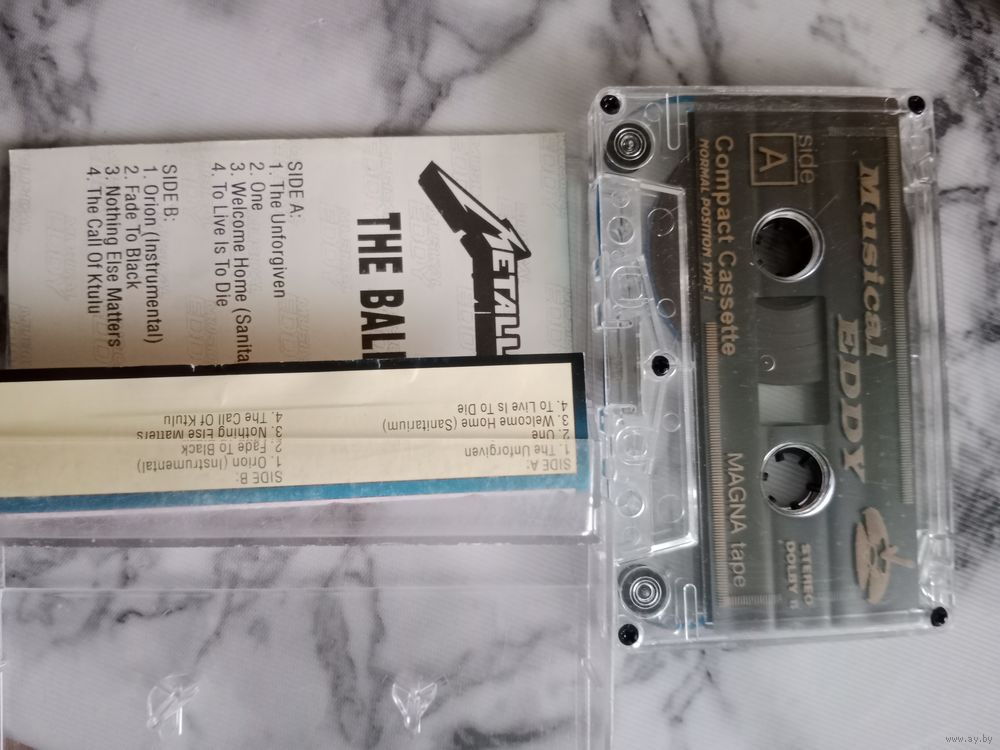 METALL
THE BAL
SIDE A:
1. The Unforgiven
2. One
3. Welcome Home (Sanita
4. To Live Is To Die
SIDE B:
1. Orion (Instrumental)
2. Fade To Black
3. Nothing Else Matters
4. The Call Of Ktulu
SIDE A:
1. The Unforgiven
2. One
3. Welcome Home (Sanitarium)
4. To Live Is To Die
SIDE B:
1. Orion (Instrumental)
2. Fade To Black
3. Nothing Else Matters
4. The Call Of Ktulu
Musical EDDY
side
A
Compact Cassette
NORMAL POSITION TYPE I
MAGNA tape
STEREO
DOLBY
www.ay.by